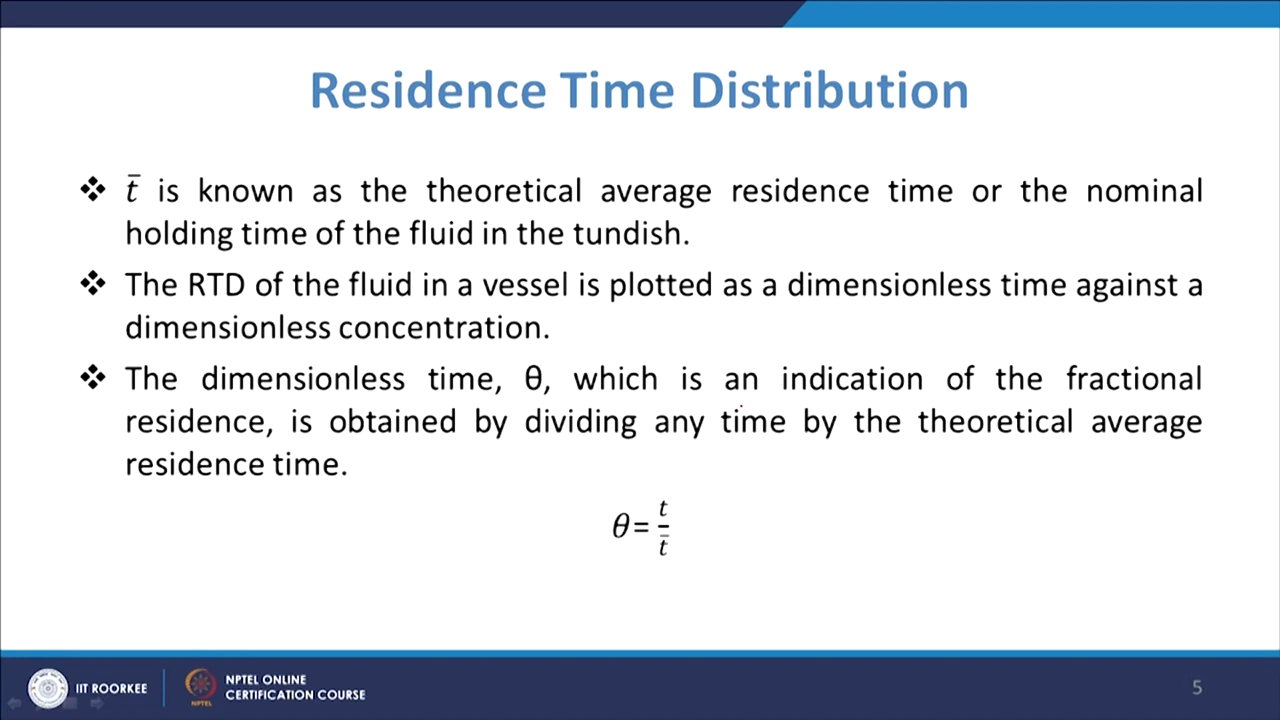 Residence Time Distribution
❖ t̄ is known as the theoretical average residence time or the nominal
holding time of the fluid in the tundish.
❖ The RTD of the fluid in a vessel is plotted as a dimensionless time against a
dimensionless concentration.
❖ The dimensionless time, θ, which is an indication of the fractional
residence, is obtained by dividing any time by the theoretical average
residence time.
θ = t / t̄
IIT ROORKEE
NPTEL
NPTEL ONLINE
CERTIFICATION COURSE
5